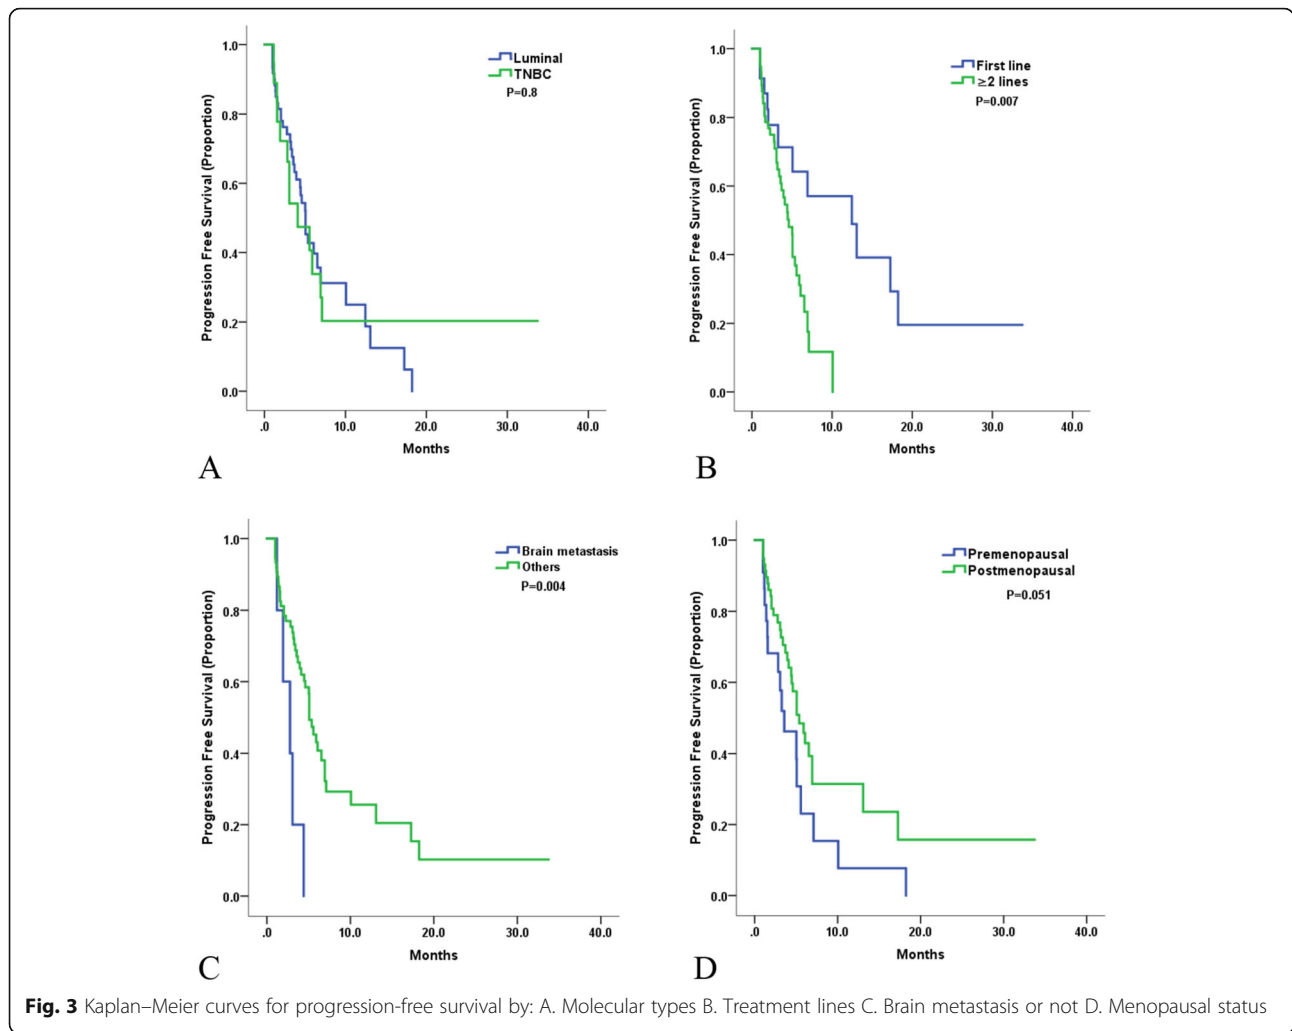 Luminal
TNBC
P=0.8
Progression Free Survival (Proportion)
1.0
0.8
0.6
0.4
0.2
0.0
.0 10.0 20.0 30.0 40.0
Months
A
First line
≥2 lines
P=0.007
Progression Free Survival (Proportion)
1.0
0.8
0.6
0.4
0.2
0.0
.0 10.0 20.0 30.0 40.0
Months
B
Brain metastasis
Others
P=0.004
Progression Free Survival (Proportion)
1.0
0.8
0.6
0.4
0.2
0.0
.0 10.0 20.0 30.0 40.0
Months
C
Premenopausal
Postmenopausal
P=0.051
Progression Free Survival (Proportion)
1.0
0.8
0.6
0.4
0.2
0.0
.0 10.0 20.0 30.0 40.0
Months
D
Fig. 3 Kaplan–Meier curves for progression-free survival by: A. Molecular types B. Treatment lines C. Brain metastasis or not D. Menopausal status